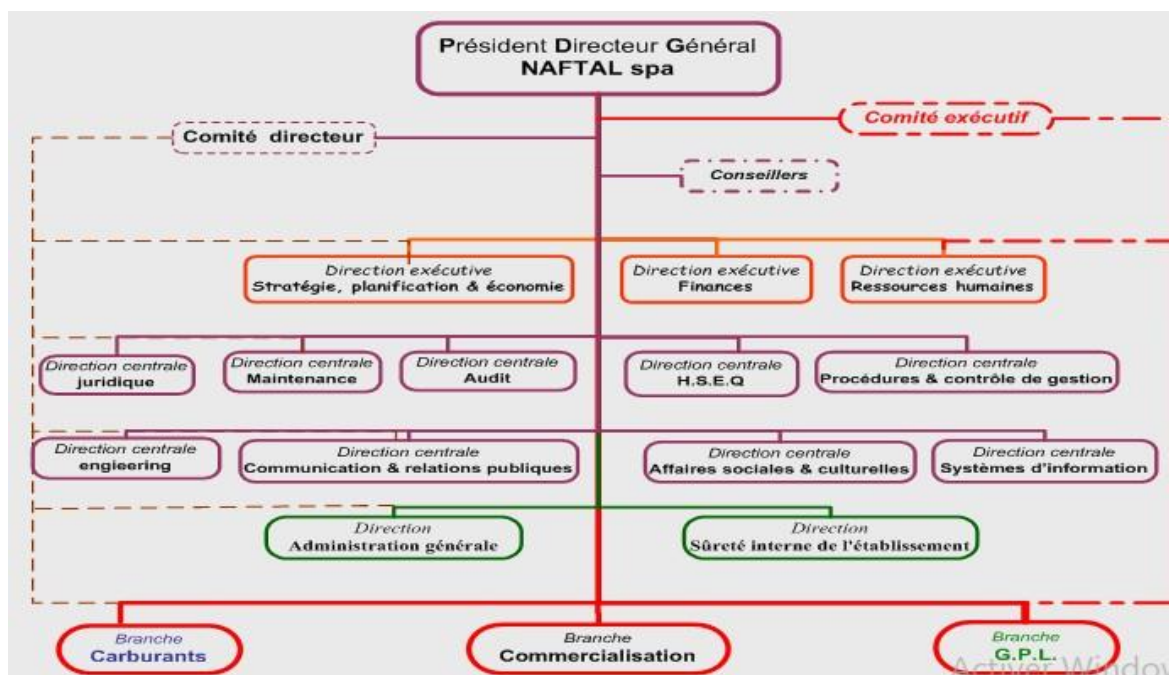 Président Directeur Général
NAFTAL spa
Comité exécutif
Comité directeur
Conseillers
Direction exécutive
Stratégie, planification & économie
Direction exécutive
Finances
Direction exécutive
Ressources humaines
Direction centrale
juridique
Direction centrale
Maintenance
Direction centrale
Audit
Direction centrale
H.S.E.Q
Direction centrale
Procédures & contrôle de gestion
Direction centrale
engieering
Direction centrale
Communication & relations publiques
Direction centrale
Affaires sociales & culturelles
Direction centrale
Systèmes d'information
Direction
Administration générale
Direction
Sûreté interne de l'établissement
Branche
Carburants
Branche
Commercialisation
Branche
G.P.L.
Activer Window